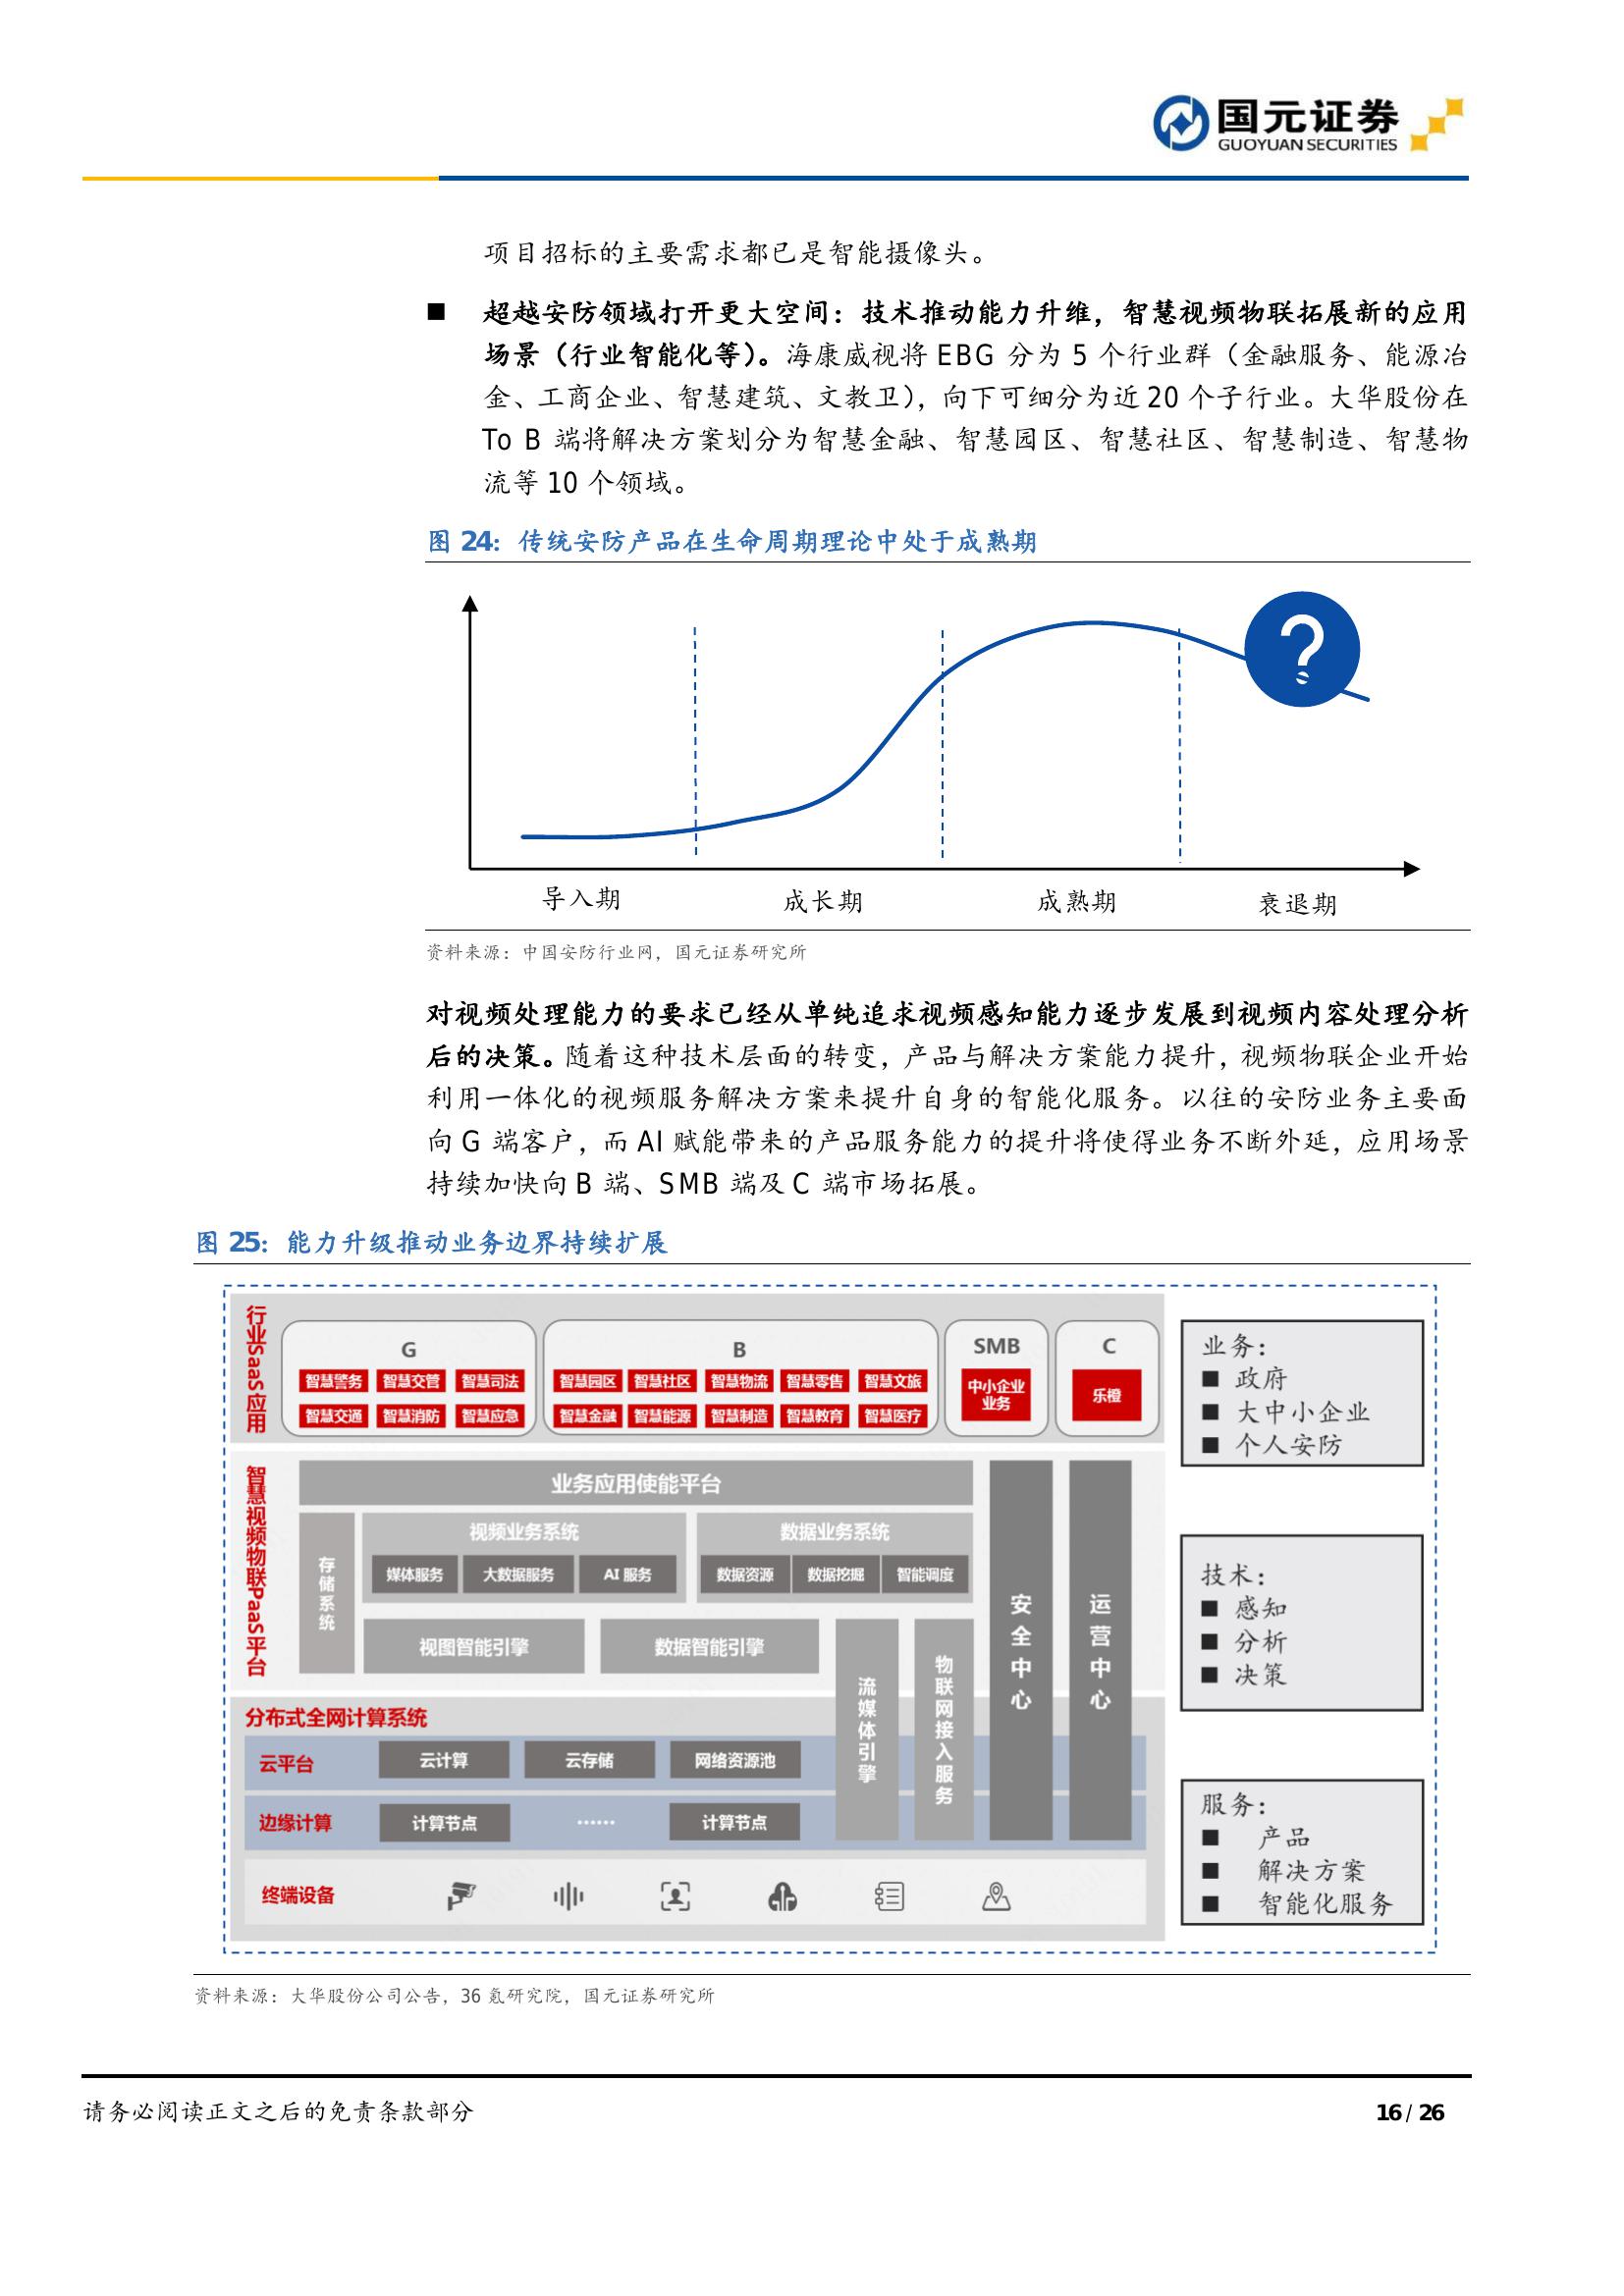 国元证券
GUOYUAN SECURITIES
项目招标的主要需求都已是智能摄像头。
■ 超越安防领域打开更大空间：技术推动能力升维，智慧视频物联拓展新的应用
场景（行业智能化等）。海康威视将 EBG 分为 5 个行业群（金融服务、能源冶
金、工商企业、智慧建筑、文教卫），向下可细分为近 20 个子行业。大华股份在
To B 端将解决方案划分为智慧金融、智慧园区、智慧社区、智慧制造、智慧物
流等 10 个领域。
图 24：传统安防产品在生命周期理论中处于成熟期
?
导入期 成长期 成熟期 衰退期
资料来源：中国安防行业网，国元证券研究所
对视频处理能力的要求已经从单纯追求视频感知能力逐步发展到视频内容处理分析
后的决策。随着这种技术层面的转变，产品与解决方案能力提升，视频物联企业开始
利用一体化的视频服务解决方案来提升自身的智能化服务。以往的安防业务主要面
向 G 端客户，而 AI 赋能带来的产品服务能力的提升将使得业务不断外延，应用场景
持续加快向 B 端、SMB 端及 C 端市场拓展。
图 25：能力升级推动业务边界持续扩展
行业SaaS应用
G
智慧警务 智慧交管 智慧司法
智慧交通 智慧消防 智慧应急
B
智慧园区 智慧社区 智慧物流 智慧零售 智慧文旅
智慧金融 智慧能源 智慧制造 智慧教育 智慧医疗
SMB
中小企业
业务
C
乐橙
智慧视频物联PaaS平台
业务应用使能平台
存储系统
视频业务系统
媒体服务 大数据服务 AI 服务
数据业务系统
数据资源 数据挖掘 智能调度
视图智能引擎 数据智能引擎
流媒体引擎
物联网接入服务
安全中心
运营中心
分布式全网计算系统
云平台 云计算 云存储 网络资源池
边缘计算 计算节点 …… 计算节点
终端设备
业务：
■ 政府
■ 大中小企业
■ 个人安防
技术：
■ 感知
■ 分析
■ 决策
服务：
■ 产品
■ 解决方案
■ 智能化服务
资料来源：大华股份公司公告，36 氪研究院，国元证券研究所
请务必阅读正文之后的免责条款部分 16 / 26